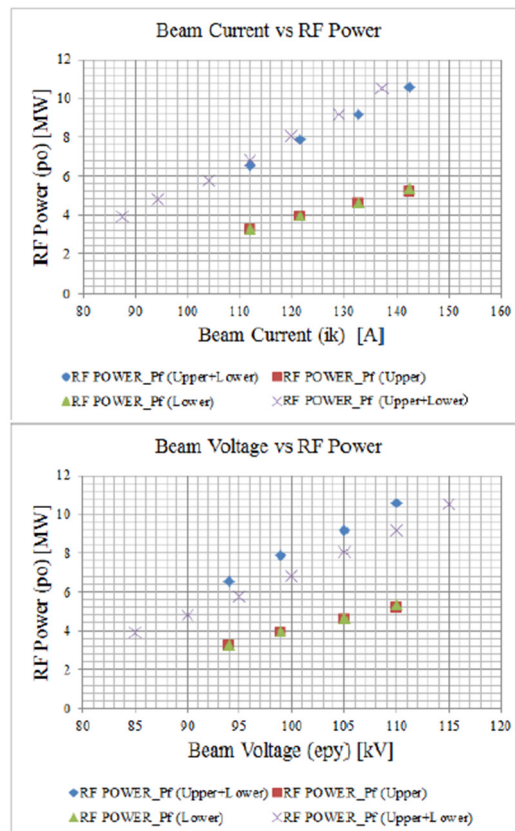 Beam Current vs RF Power
RF Power (po) [MW]
12
10
8
6
4
2
0
80 90 100 110 120 130 140 150 160
Beam Current (ik) [A]
RF POWER_Pf (Upper+Lower) RF POWER_Pf (Upper)
RF POWER_Pf (Lower) RF POWER_Pf (Upper+Lower)
Beam Voltage vs RF Power
RF Power (po) [MW]
12
10
8
6
4
2
0
80 85 90 95 100 105 110 115 120
Beam Voltage (epy) [kV]
RF POWER_Pf (Upper+Lower) RF POWER_Pf (Upper)
RF POWER_Pf (Lower) RF POWER_Pf (Upper+Lower)